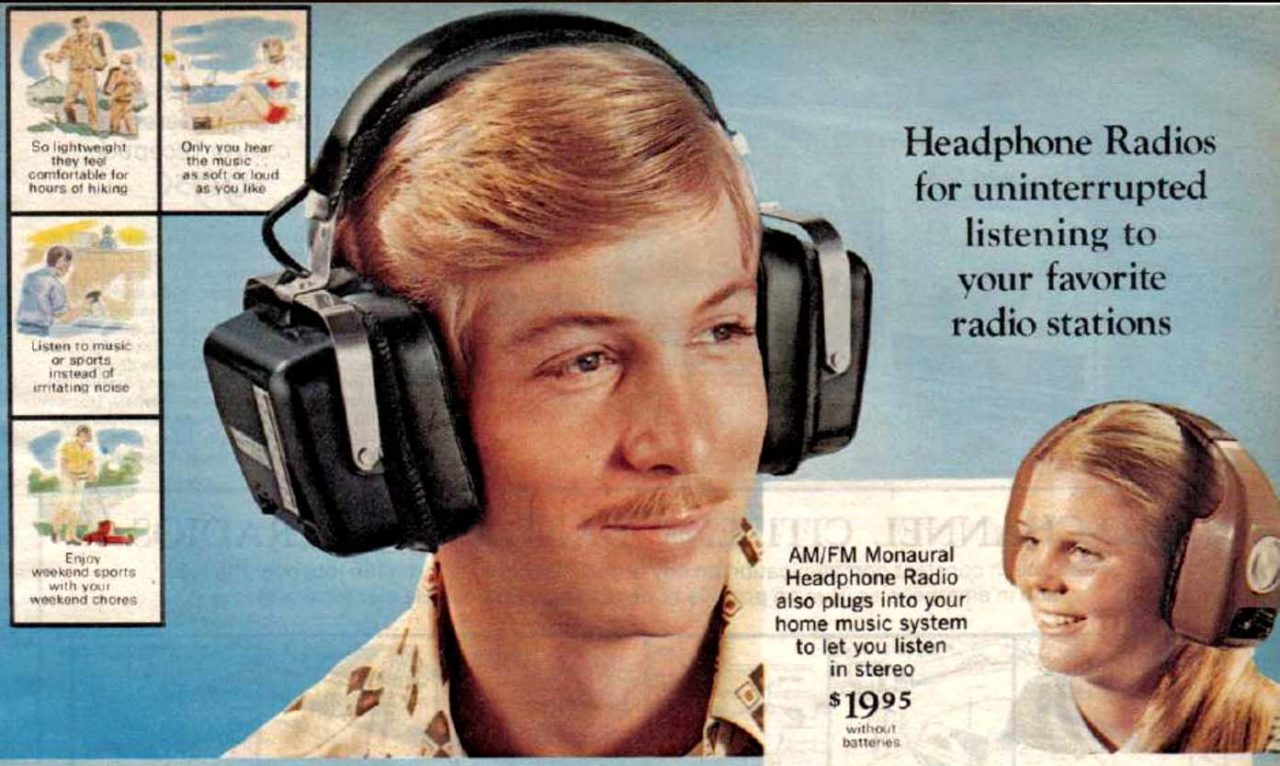 So lightweight
they feel
comfortable for
hours of hiking
Only you hear
the music
as soft or loud
as you like
Listen to music
or sports
instead of
irritating noise
Enjoy
weekend sports
with your
weekend chores
Headphone Radios
for uninterrupted
listening to
your favorite
radio stations
AM/FM Monaural
Headphone Radio
also plugs into your
home music system
to let you listen
in stereo
$19.95
without
batteries